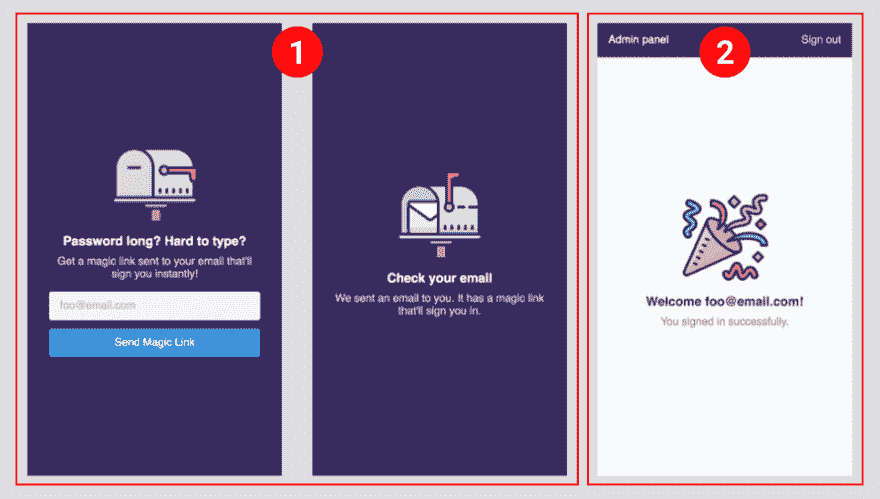 1
Password long? Hard to type?
Get a magic link sent to your email that'll
sign you instantly!
foo@email.com
Send Magic Link
Check your email
We sent an email to you. It has a magic link
that'll sign you in.
2
Admin panel
Sign out
Welcome foo@email.com!
You signed in successfully.